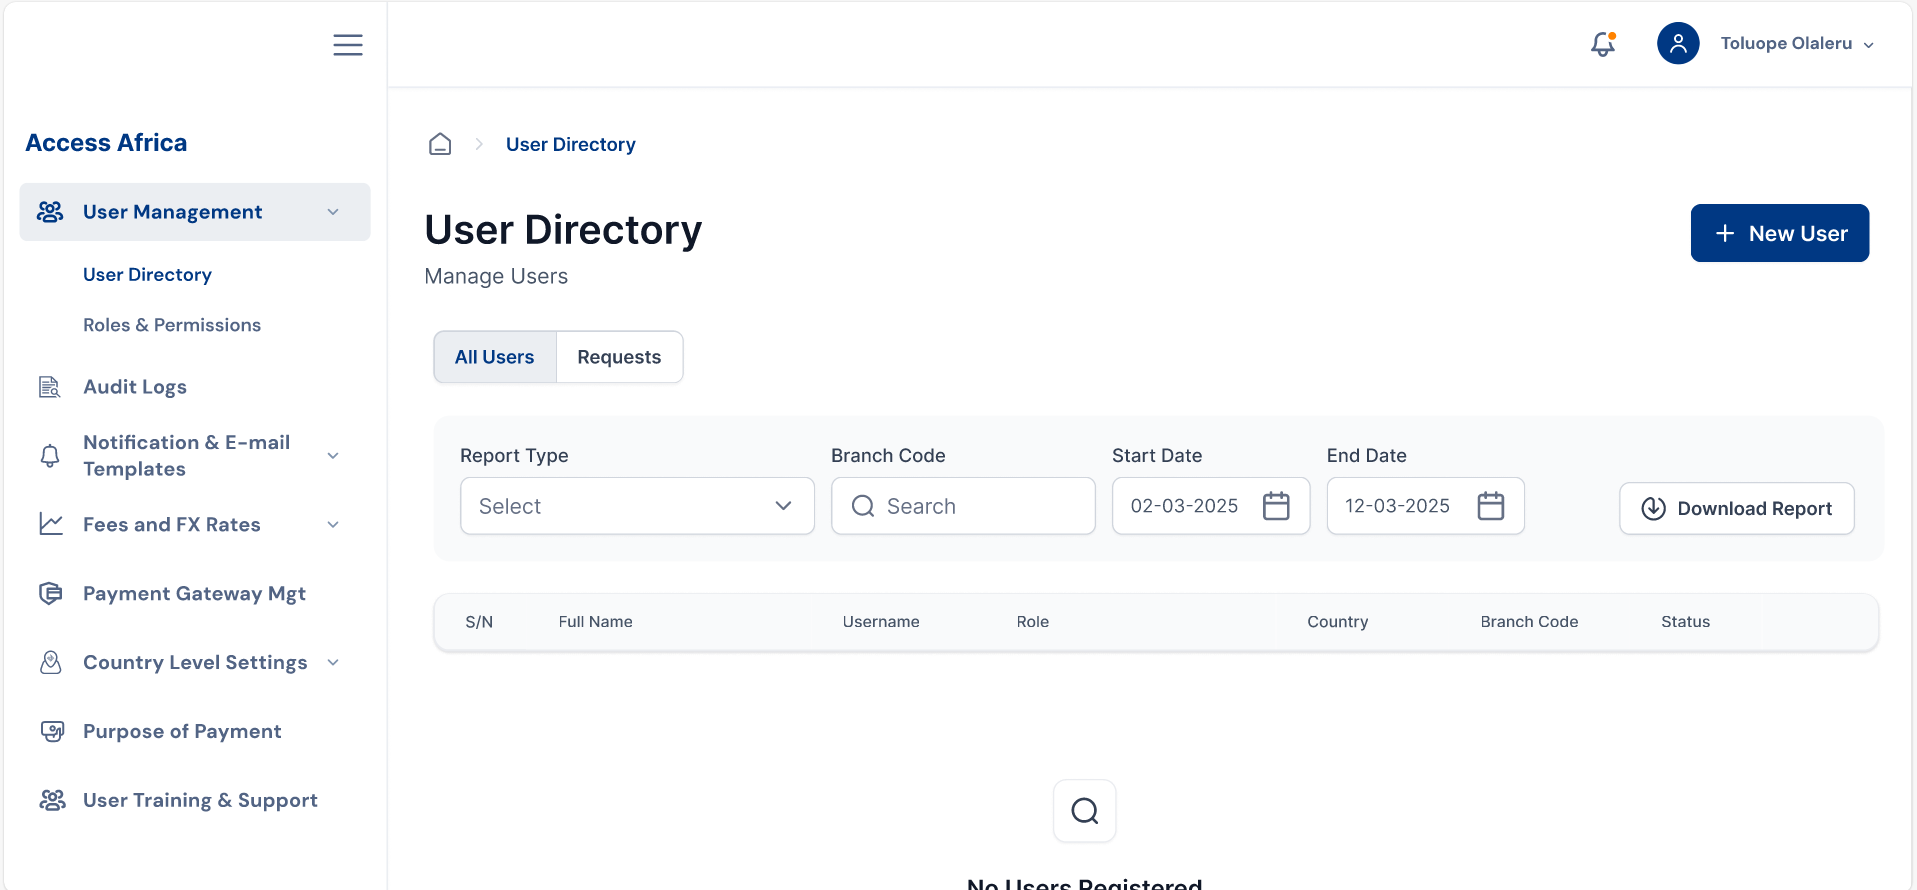 Toluope Olaleru
Access Africa
User Management
User Directory
Roles & Permissions
Audit Logs
Notification & E-mail
Templates
Fees and FX Rates
Payment Gateway Mgt
Country Level Settings
Purpose of Payment
User Training & Support
User Directory
User Directory
Manage Users
New User
All Users
Requests
Report Type
Branch Code
Start Date
End Date
Select
Search
02-03-2025
12-03-2025
Download Report
S/N
Full Name
Username
Role
Country
Branch Code
Status
No Users Registered